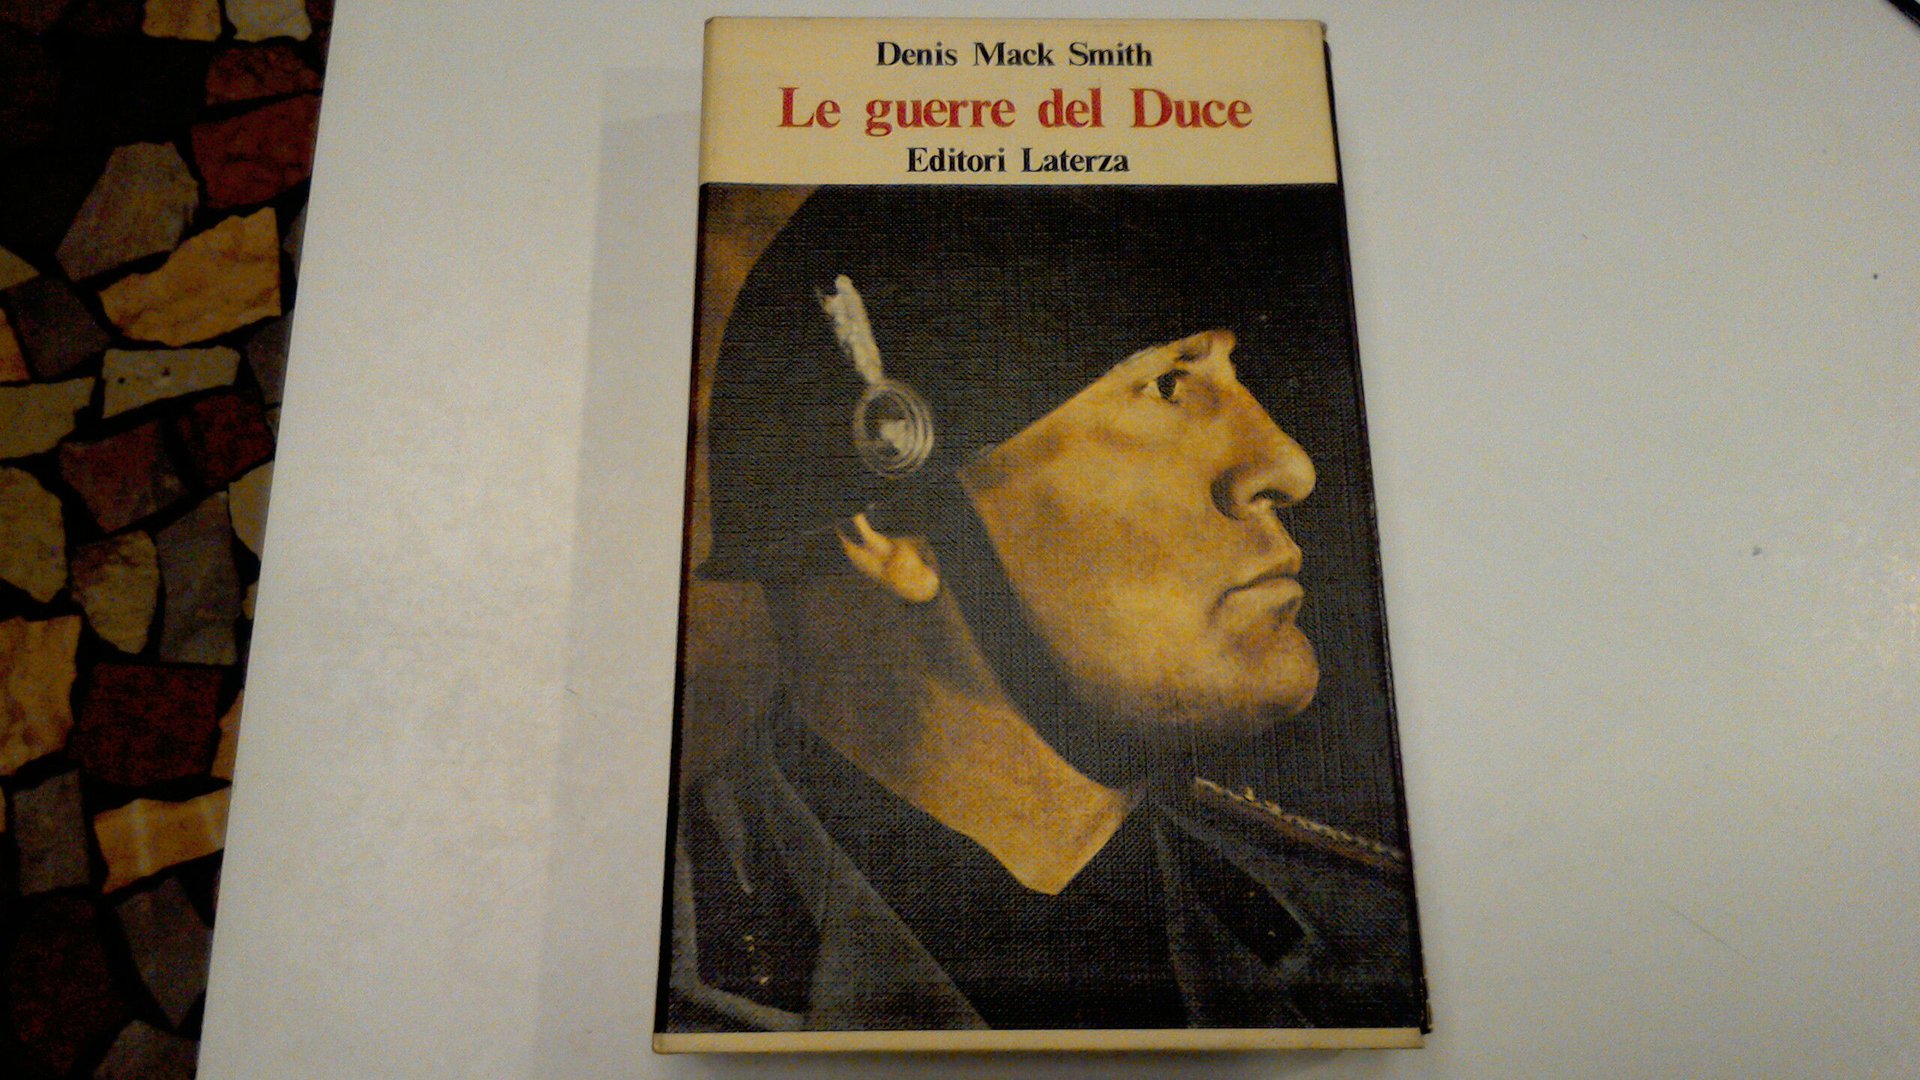 Denis Mack Smith
Le guerre del Duce
Editori Laterza